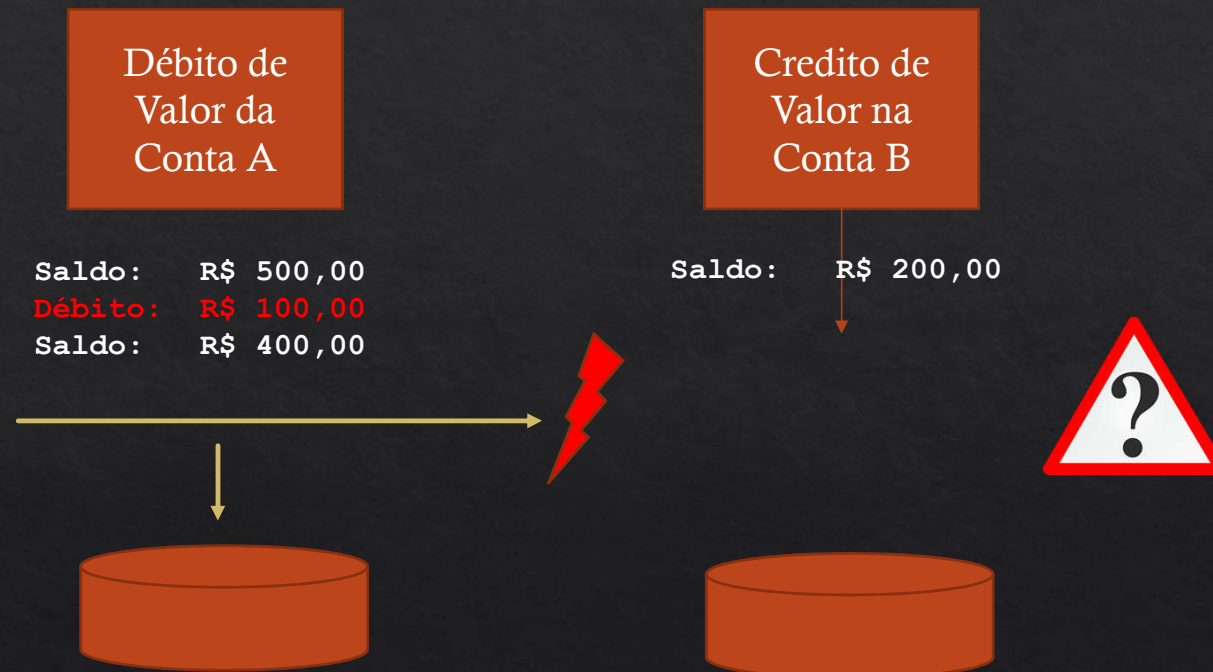 Débito de
Valor da
Conta A
Credito de
Valor na
Conta B
Saldo: R$ 500,00
Débito: R$ 100,00
Saldo: R$ 400,00
Saldo: R$ 200,00
?